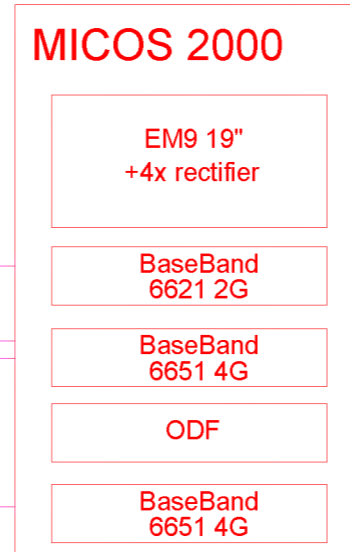 MICOS 2000
EM9 19"
+4x rectifier
BaseBand
6621 2G
BaseBand
6651 4G
ODF
BaseBand
6651 4G